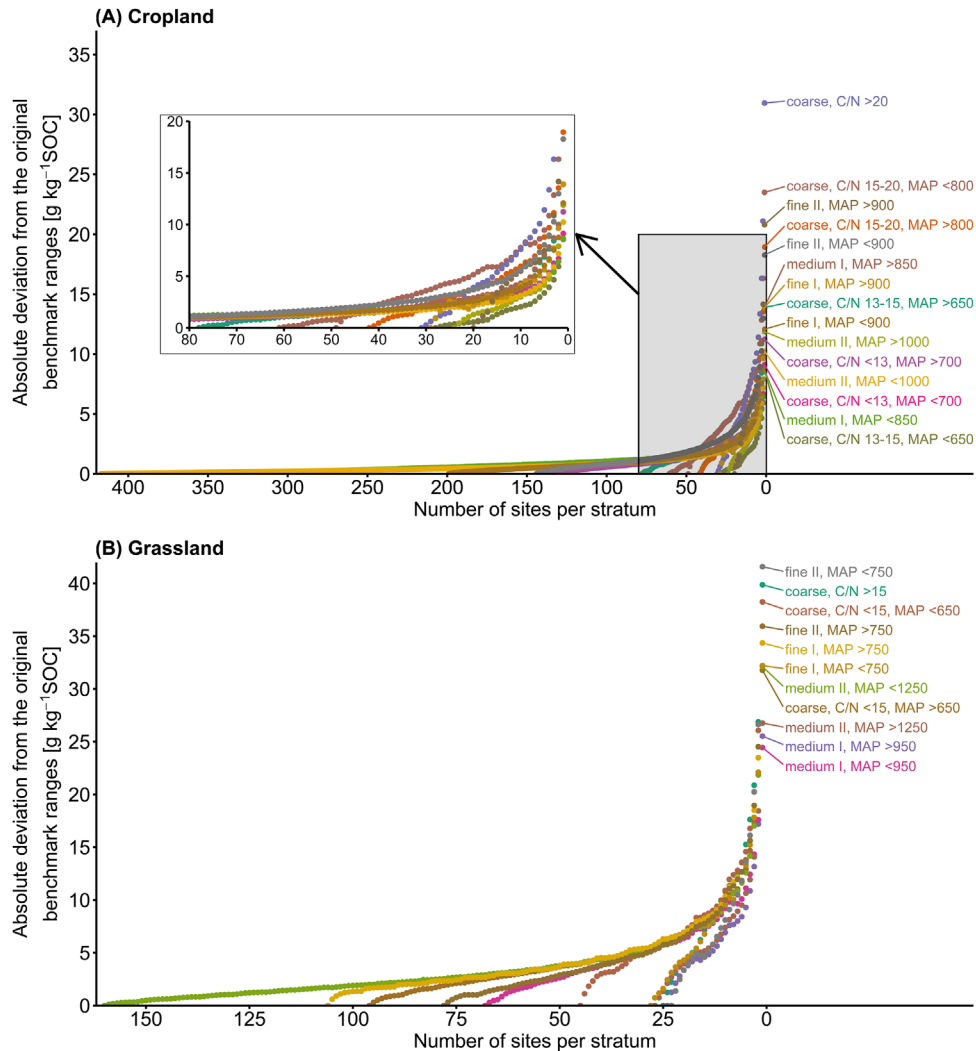 (A) Cropland
Absolute deviation from the original
benchmark ranges [g kg⁻¹SOC]
35
30
25
20
15
10
5
0
20
15
10
5
0
80 70 60 50 40 30 20 10 0
coarse, C/N >20
coarse, C/N 15-20, MAP <800
fine II, MAP >900
coarse, C/N 15-20, MAP >800
fine II, MAP <900
medium I, MAP >850
fine I, MAP >900
coarse, C/N 13-15, MAP >650
fine I, MAP <900
medium II, MAP >1000
coarse, C/N <13, MAP >700
medium II, MAP <1000
coarse, C/N <13, MAP <700
medium I, MAP <850
coarse, C/N 13-15, MAP <650
400 350 300 250 200 150 100 50 0
Number of sites per stratum
(B) Grassland
Absolute deviation from the original
benchmark ranges [g kg⁻¹SOC]
40
35
30
25
20
15
10
5
0
fine II, MAP <750
coarse, C/N >15
coarse, C/N <15, MAP <650
fine II, MAP >750
fine I, MAP >750
fine I, MAP <750
medium II, MAP <1250
coarse, C/N <15, MAP >650
medium II, MAP >1250
medium I, MAP >950
medium I, MAP <950
150 125 100 75 50 25 0
Number of sites per stratum